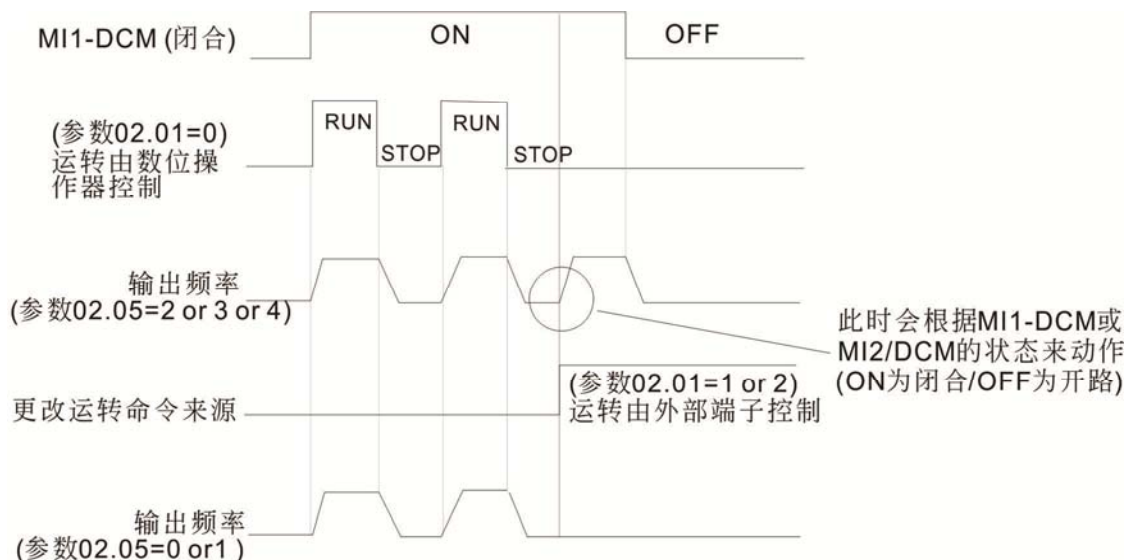 MI1-DCM (闭合)
ON
OFF
(参数02.01=0)
运转由数位操
作器控制
RUN
STOP
RUN
STOP
输出频率
(参数02.05=2 or 3 or 4)
此时会根据MI1-DCM或
MI2/DCM的状态来动作
(ON为闭合/OFF为开路)
更改运转命令来源
(参数02.01=1 or 2)
运转由外部端子控制
输出频率
(参数02.05=0 or1 )